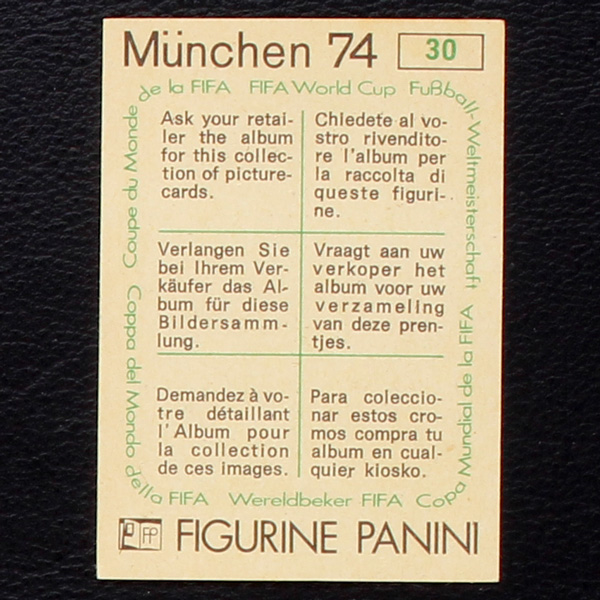 München 74 30
de la FIFA FIFA World Cup Fußball-Weltmeisterschaft
Ask your retai-
ler the album
for this collec-
tion of picture-
cards.
Chiedete al vo-
stro rivendito-
re l'album per
la raccolta di
queste figuri-
ne.
Verlangen Sie
bei Ihrem Ver-
käufer das Al-
bum für diese
Bildersamm-
lung.
Vraagt aan uw
verkoper het
album voor uw
verzameling
van deze pren-
tjes.
Demandez à vo-
tre détaillant
l'Album pour
la collection
de ces images.
Para coleccio-
nar estos cro-
mos compra tu
album en cual-
quier kiosko.
Copa Mundial de la FIFA
Wereldbeker FIFA
Coppa del Mondo della FIFA
Coupe du Monde
FP FIGURINE PANINI